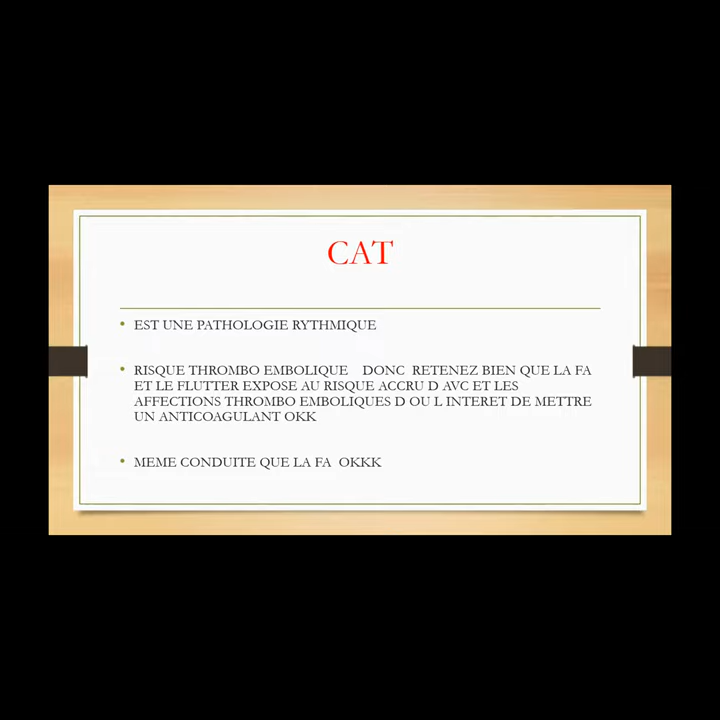 CAT
• EST UNE PATHOLOGIE RYTHMIQUE
• RISQUE THROMBO EMBOLIQUE DONC RETENEZ BIEN QUE LA FA
ET LE FLUTTER EXPOSE AU RISQUE ACCRU D AVC ET LES
AFFECTIONS THROMBO EMBOLIQUES D OU L INTERET DE METTRE
UN ANTICOAGULANT OKK
• MEME CONDUITE QUE LA FA OKKK